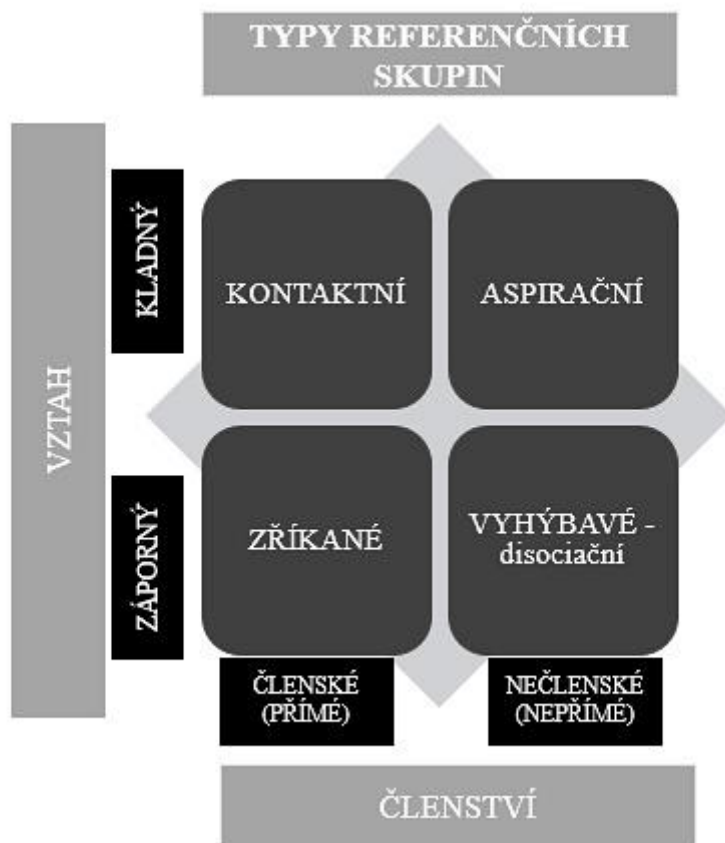 TYPY REFERENČNÍCH
SKUPIN
VZTAH
KLADNÝ
KONTAKTNÍ
ASPIRAČNÍ
ZÁPORNÝ
ZŘÍKANÉ
VYHÝBAVÉ -
disociační
ČLENSKÉ
(PŘÍMÉ)
NEČLENSKÉ
(NEPŘÍMÉ)
ČLENSTVÍ